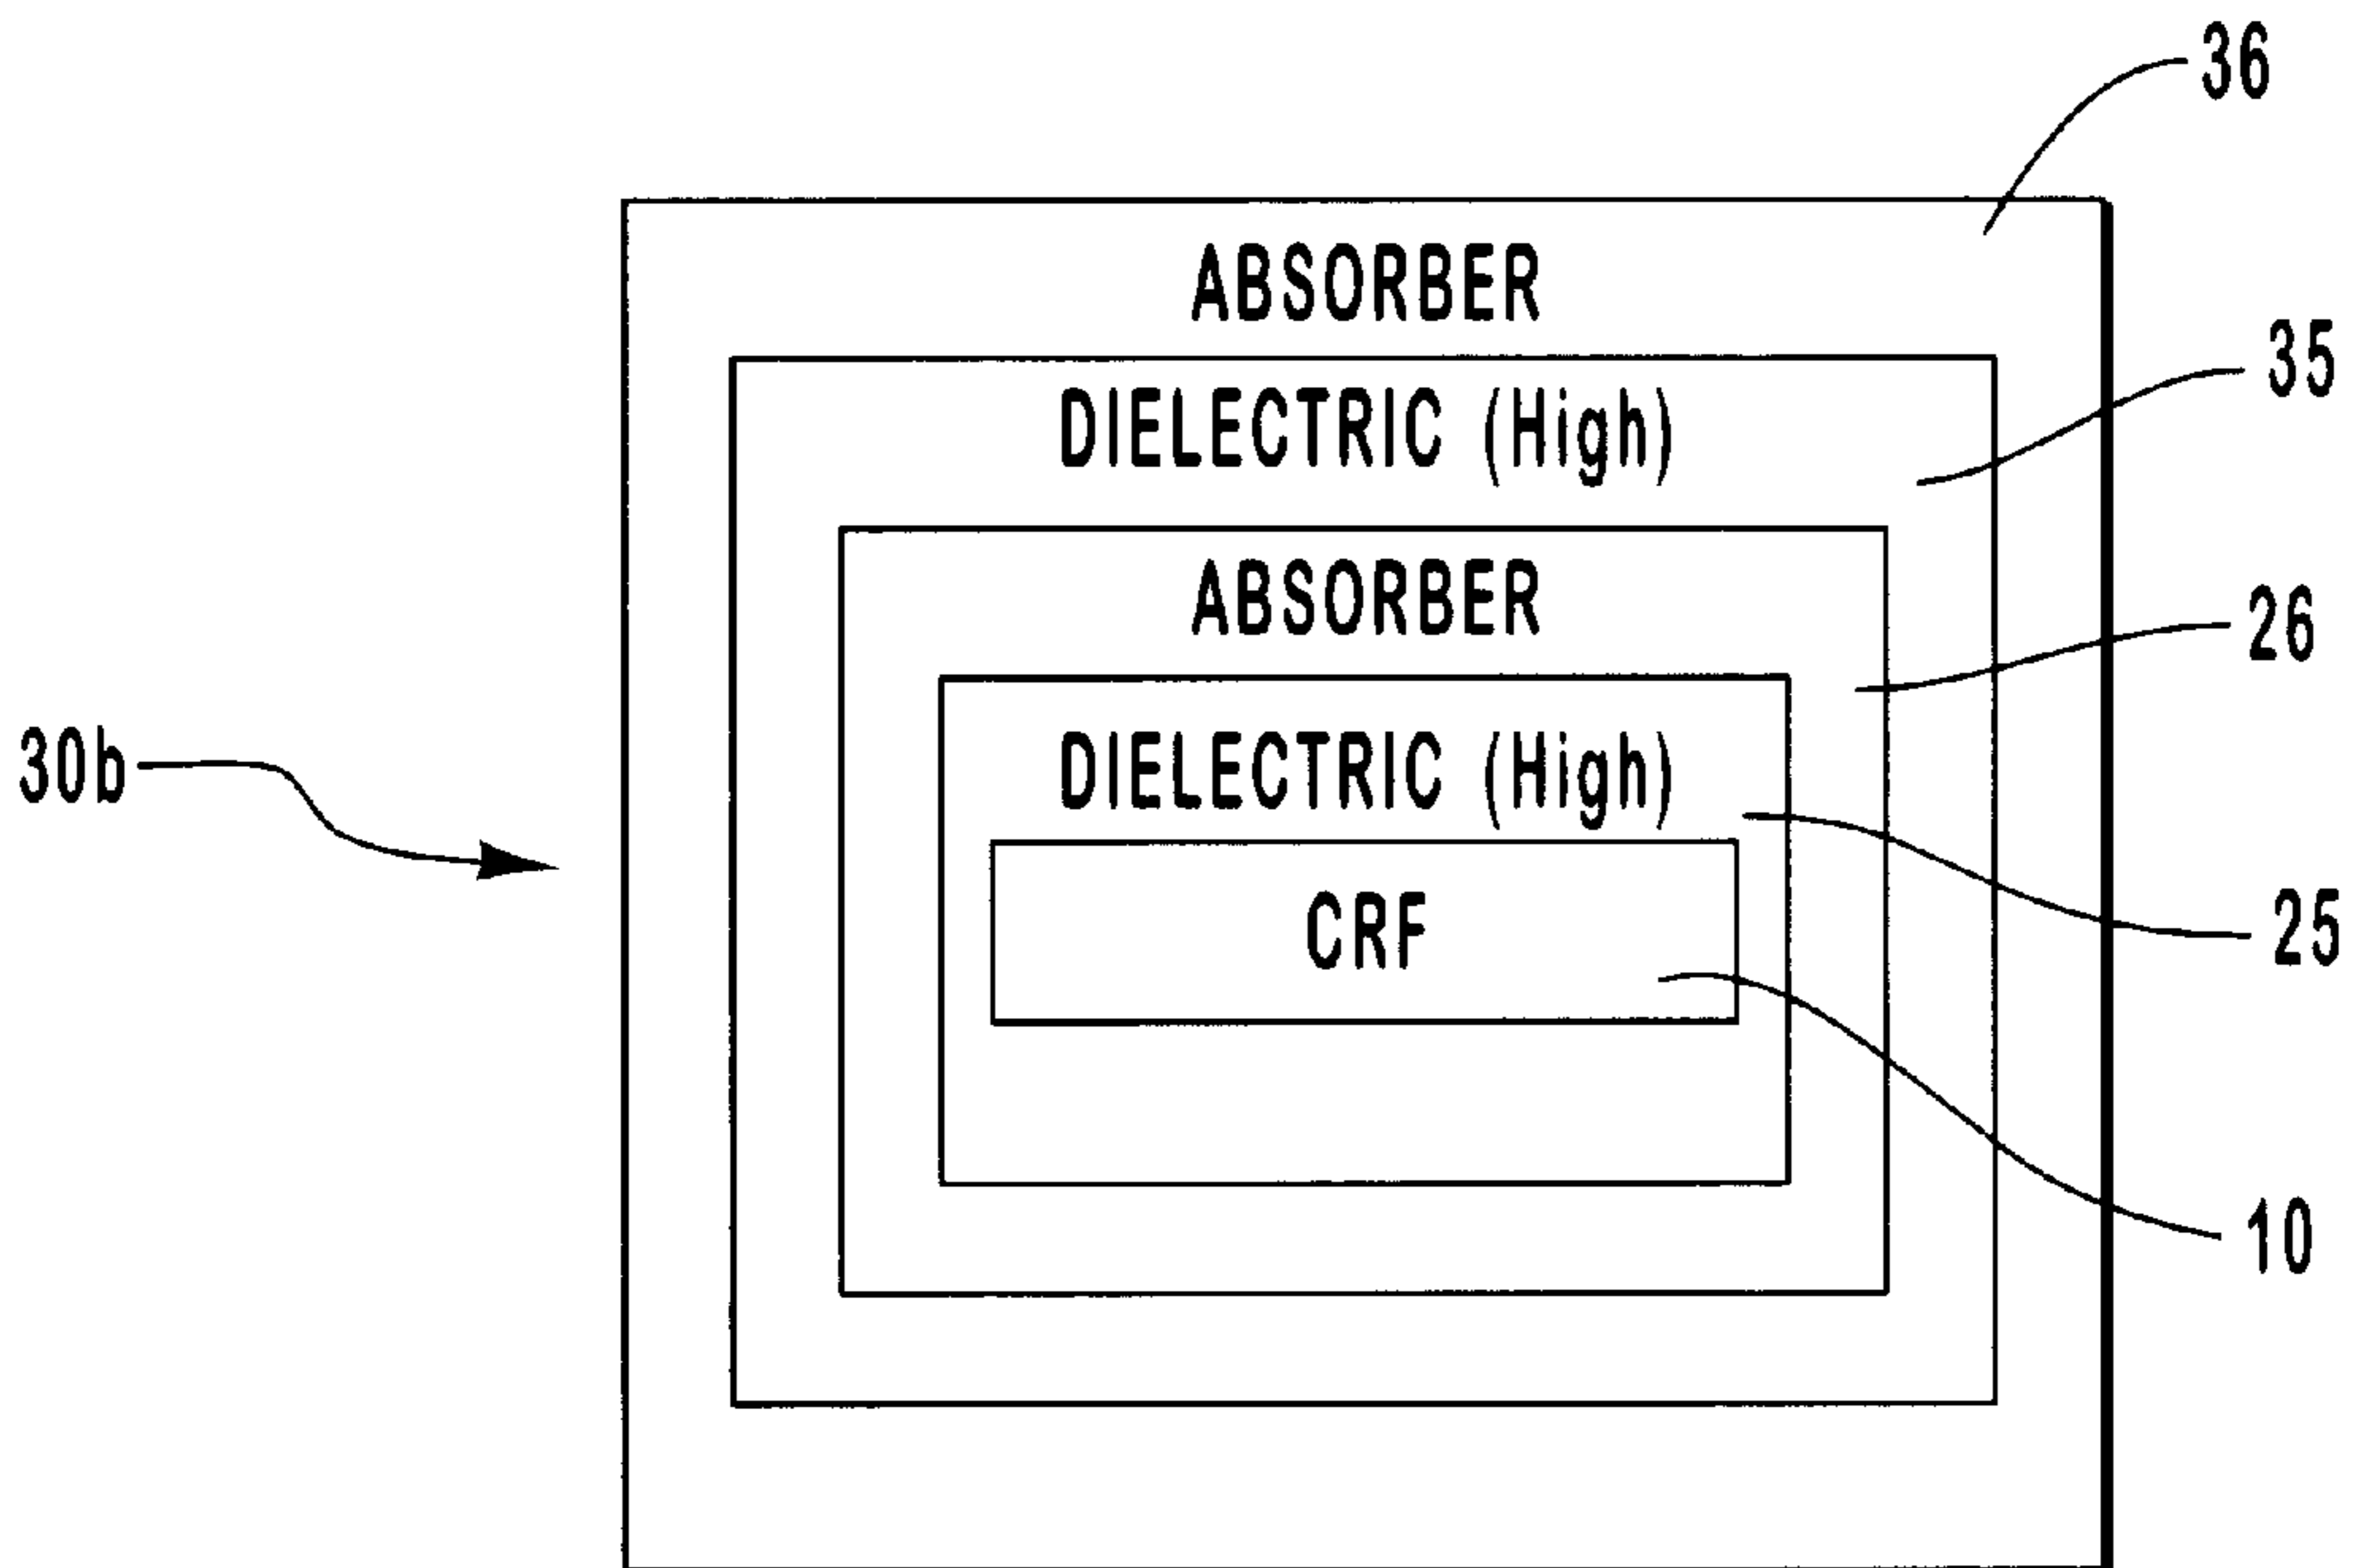 36
ABSORBER
35
DIELECTRIC (High)
ABSORBER
26
30b
DIELECTRIC (High)
CRF
25
10